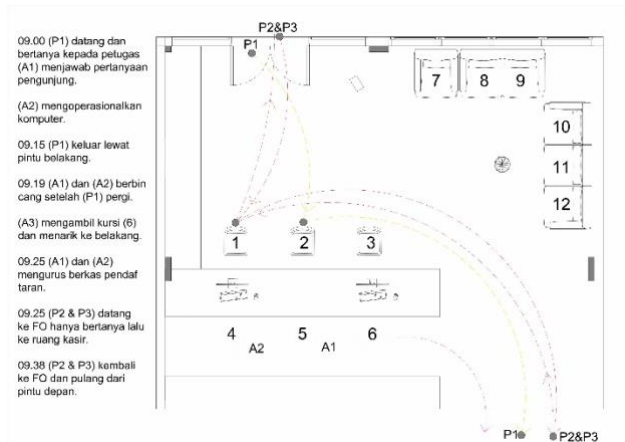 09.00 (P1) datang dan
bertanya kepada petugas
(A1) menjawab pertanyaan
pengunjung.
(A2) mengoperasionalkan
komputer.
09.15 (P1) keluar lewat
pintu belakang.
09.19 (A1) dan (A2) berbin
cang setelah (P1) pergi.
(A3) mengambil kursi (6)
dan menarik ke belakang.
09.25 (A1) dan (A2)
mengurus berkas pendaf
taran.
09.25 (P2 & P3) datang
ke FO hanya bertanya lalu
ke ruang kasir.
09.38 (P2 & P3) kembali
ke FO dan pulang dari
pintu depan.
P2&P3
P1
7 8 9
10
11
12
1 2 3
4 5 6
A2 A1
P1 P2&P3